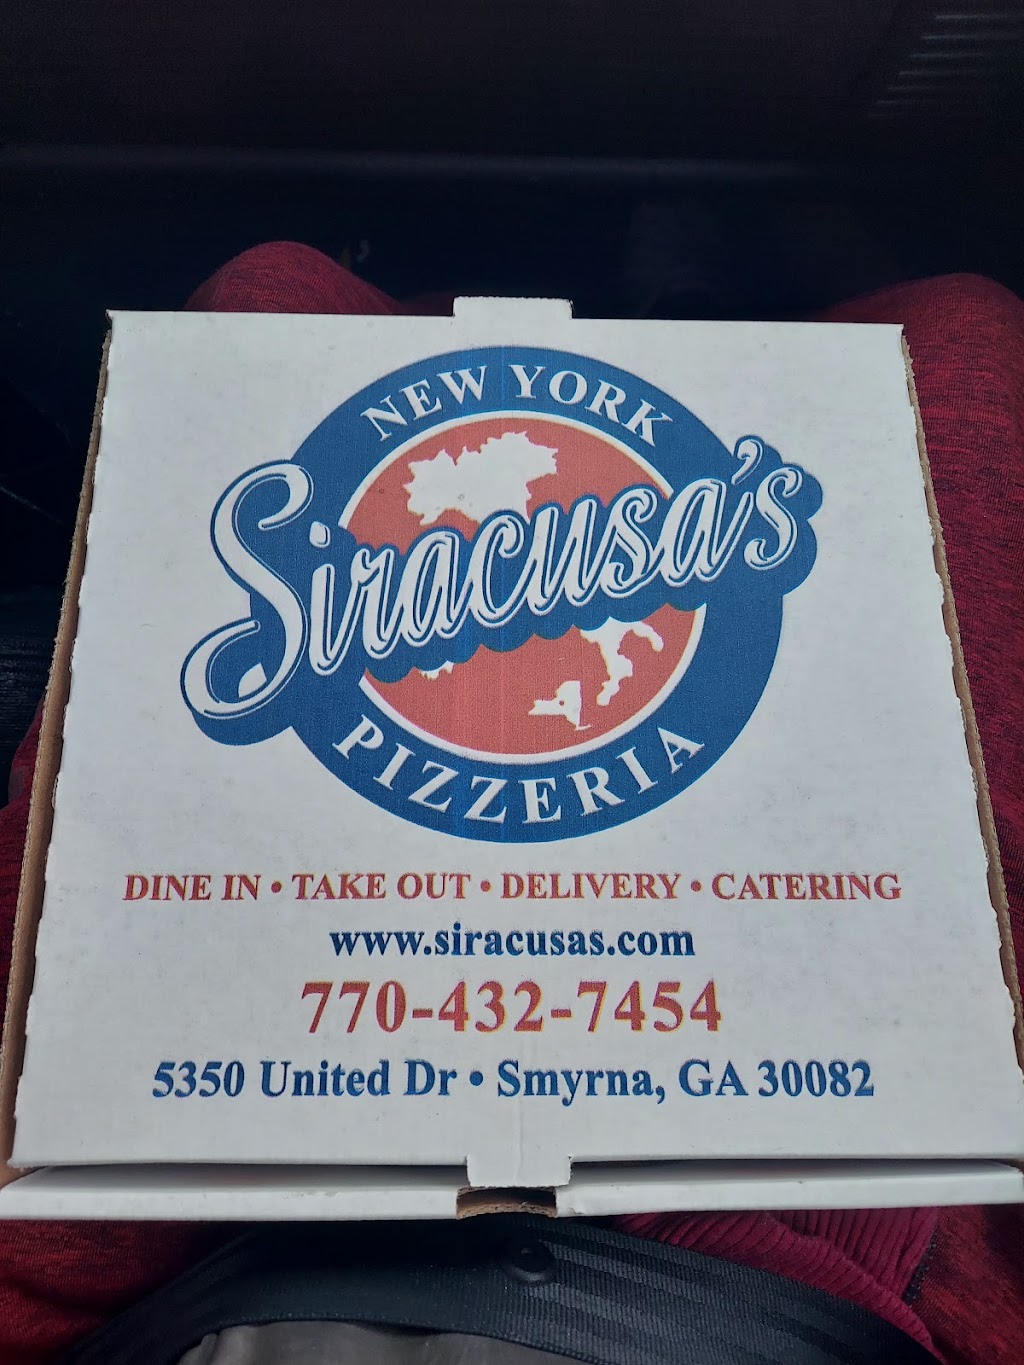 NEW YORK
Siracusa's
PIZZERIA
DINE IN • TAKE OUT • DELIVERY • CATERING
www.siracusas.com
770-432-7454
5350 United Dr • Smyrna, GA 30082